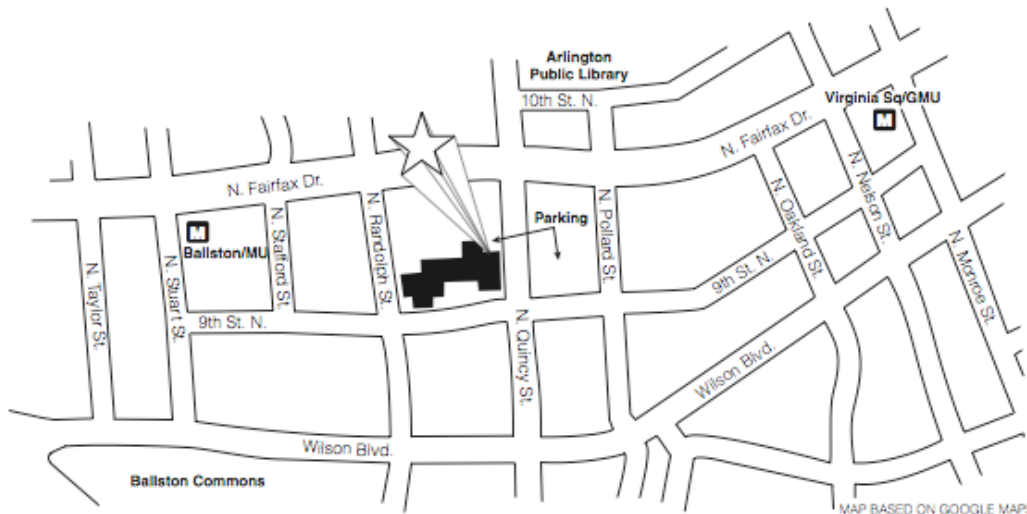 Arlington
Public Library
10th St. N.
Virginia Sq/GMU
M
N. Fairfax Dr.
N. Fairfax Dr.
N. Nelson St.
N. Oakland St.
N. Pollard St.
Parking
N. Randolph St.
N. Stafford St.
M
Ballston/MU
N. Stuart St.
N. Taylor St.
N. Monroe St.
9th St. N.
9th St. N.
N. Quincy St.
Wilson Blvd.
Wilson Blvd.
Ballston Commons
MAP BASED ON GOOGLE MAPS